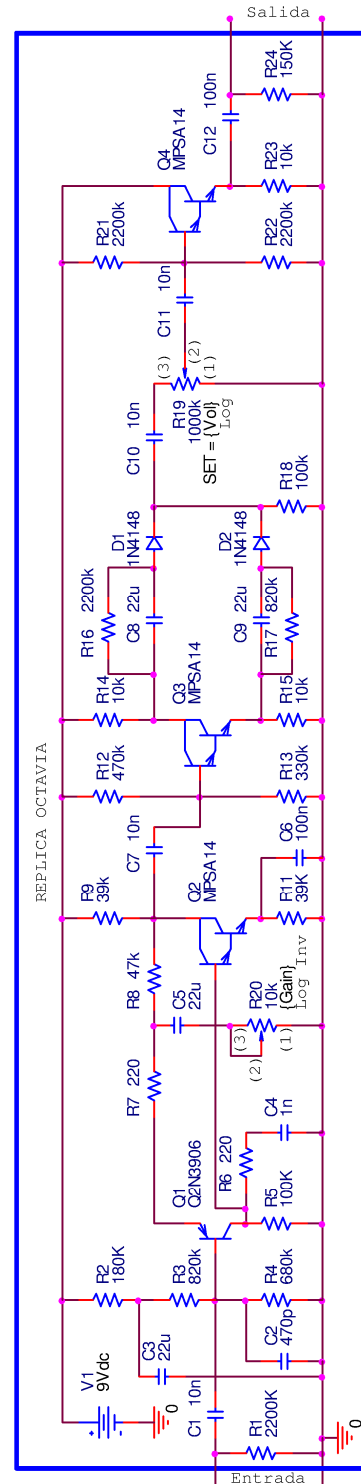 REPLICA OCTAVIA
V1
9Vdc
0
R2
180K
C3
22u
R3
820k
C1 10n
R1
2200K
C2
470p
R4
680k
Entrada
0
Q1
Q2N3906
R5
100K
R6 220
C4
1n
R7 220
R8 47k
C5
22u
(3)
(2)
(1)
R20
10k
{Gain}
Log Inv
R9
39k
Q2
MPSA14
R11
39K
C6
100n
C7 10n
R12
470k
R13
330k
R14
10k
Q3
MPSA14
R15
10k
R16 2200k
C8 22u
D1
1N4148
C9 22u
R17 820k
D2
1N4148
R18
100k
C10 10n
(3)
(2)
(1)
R19
1000k
SET = {Vol}
Log
C11 10n
R21
2200k
R22
2200k
Q4
MPSA14
R23
10k
C12 100n
R24
150K
Salida